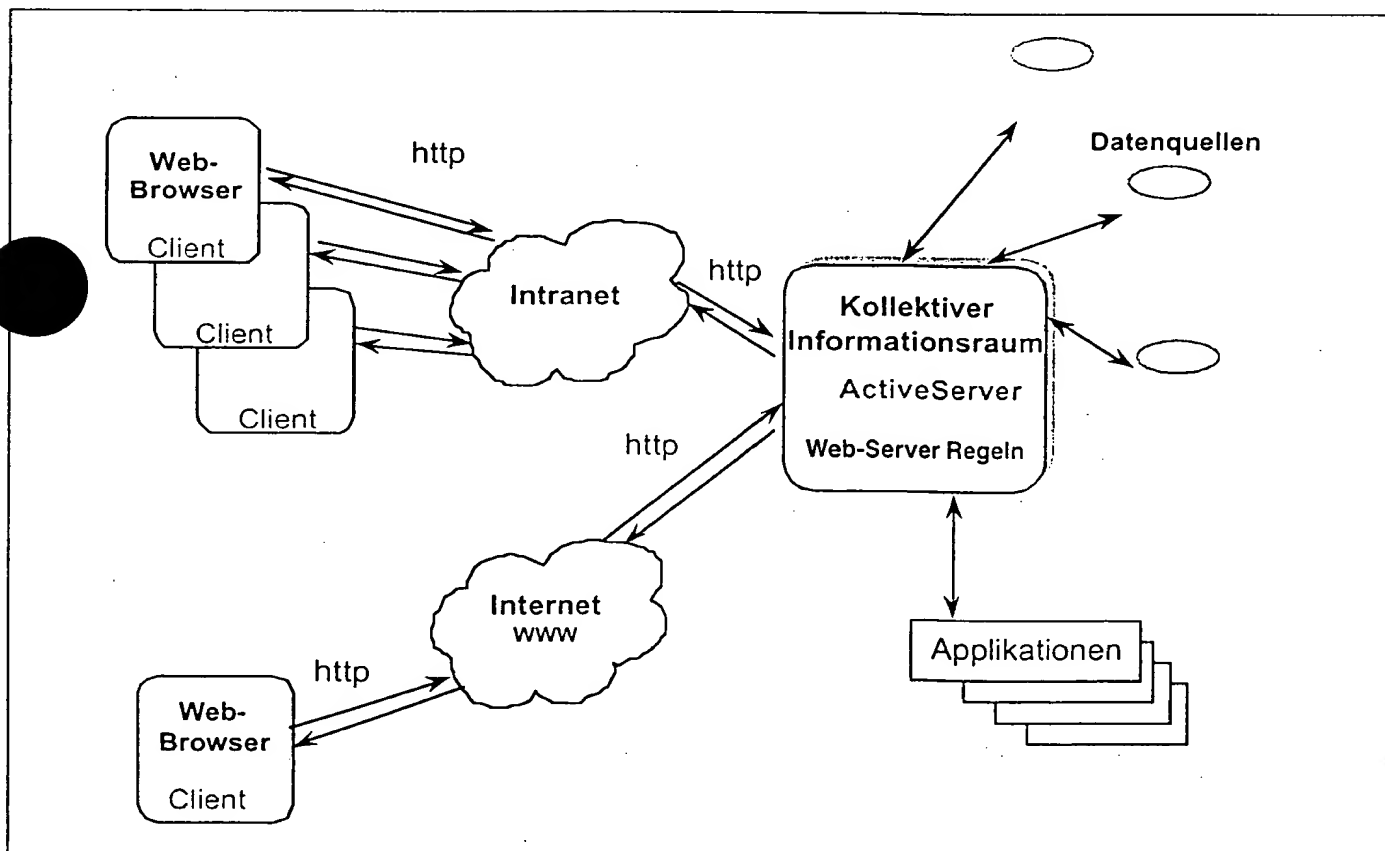 Web-
Browser
Client
Client
Client
http
Intranet
http
Datenquellen
Kollektiver
Informationsraum
ActiveServer
Web-Server Regeln
http
Internet
www
http
Web-
Browser
Client
Applikationen